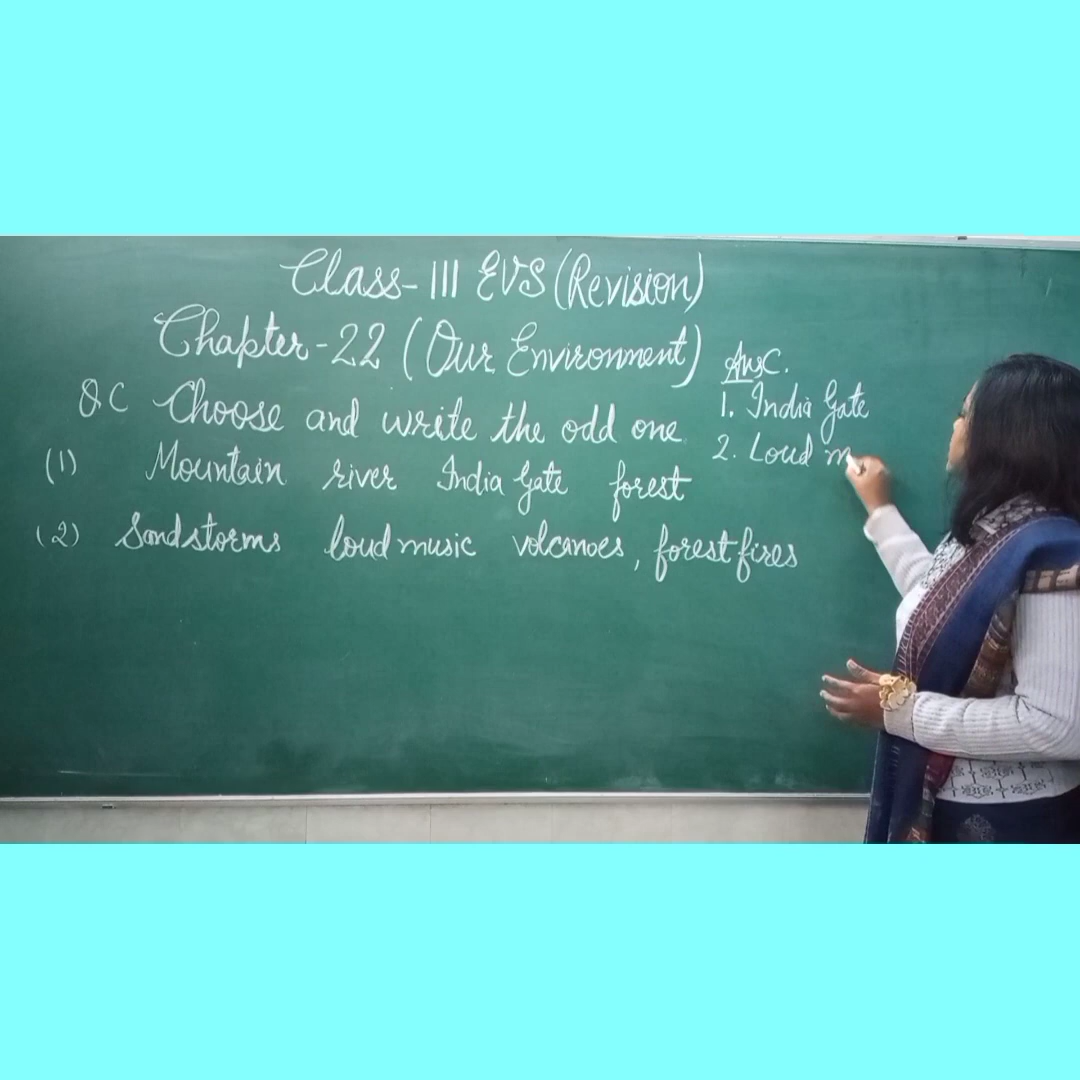 Class-III EVS (Revision)
Chapter-22 (Our Environment)
QC Choose and write the odd one
(1) Mountain river India Gate forest
(2) Sandstorms loud music volcanoes, forest fires
Ans C.
1. India Gate
2. Loud m